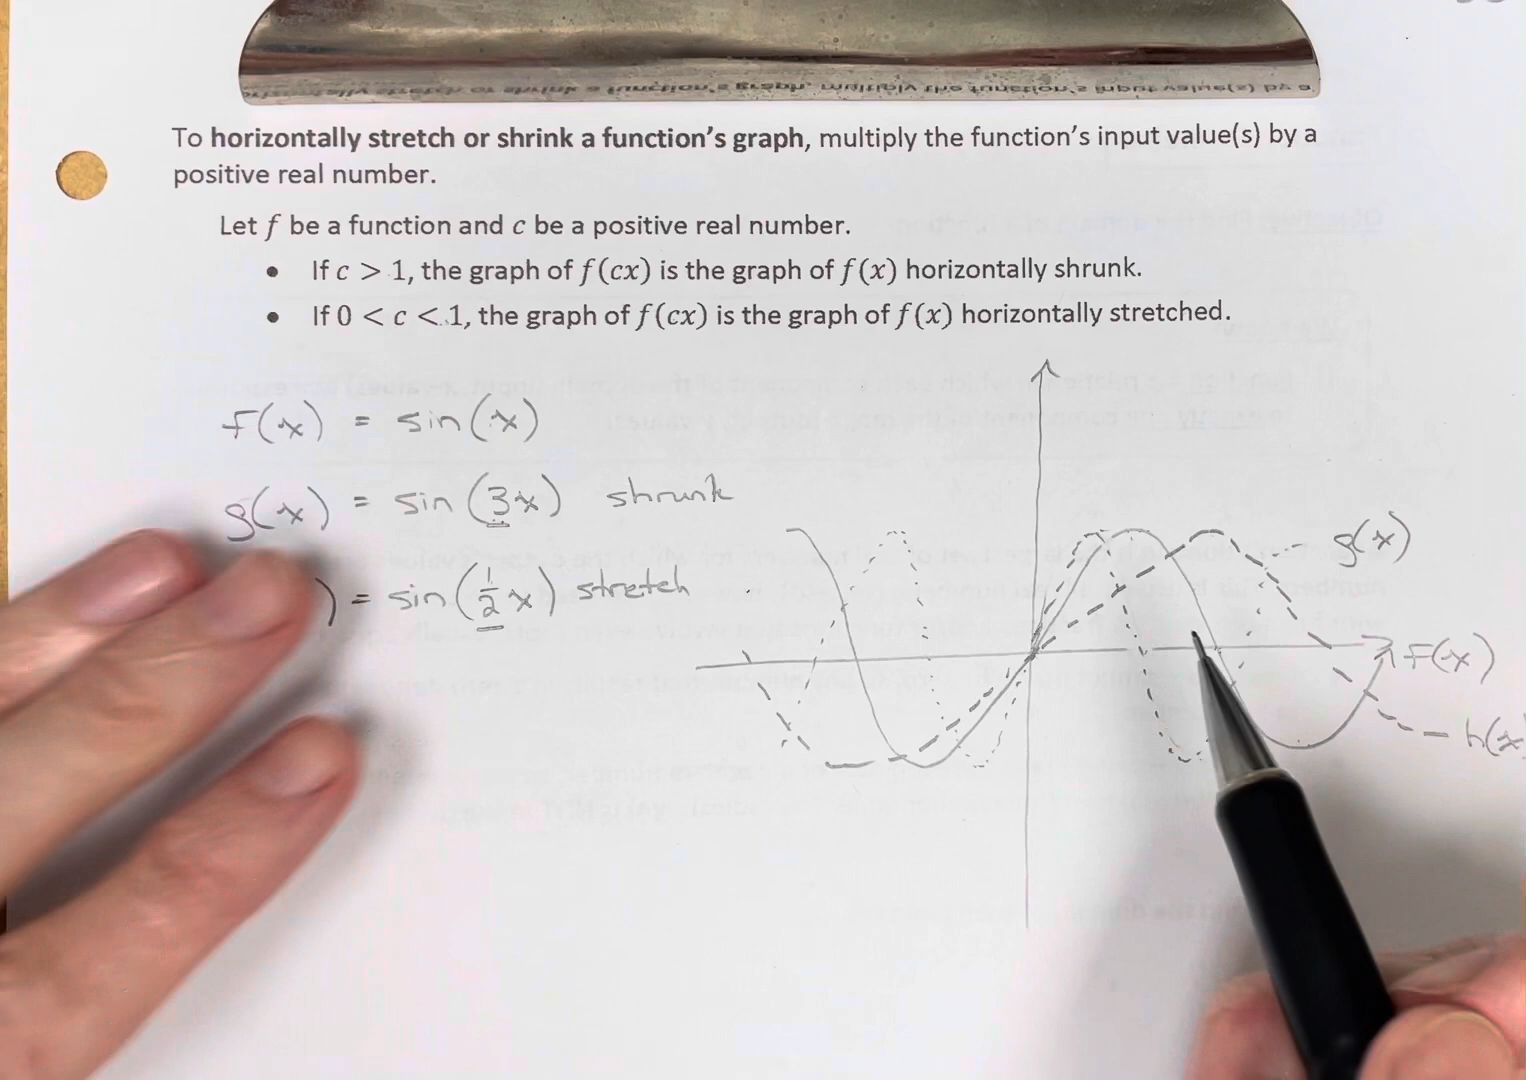 To horizontally stretch or shrink a function's graph, multiply the function's input value(s) by a
positive real number.
Let f be a function and c be a positive real number.
• If c > 1, the graph of f(cx) is the graph of f(x) horizontally shrunk.
• If 0 < c < 1, the graph of f(cx) is the graph of f(x) horizontally stretched.
f(x) = sin(x)
g(x) = sin(3x) shrunk
) = sin(1/2 x) stretch
g(x)
f(x)
h(x